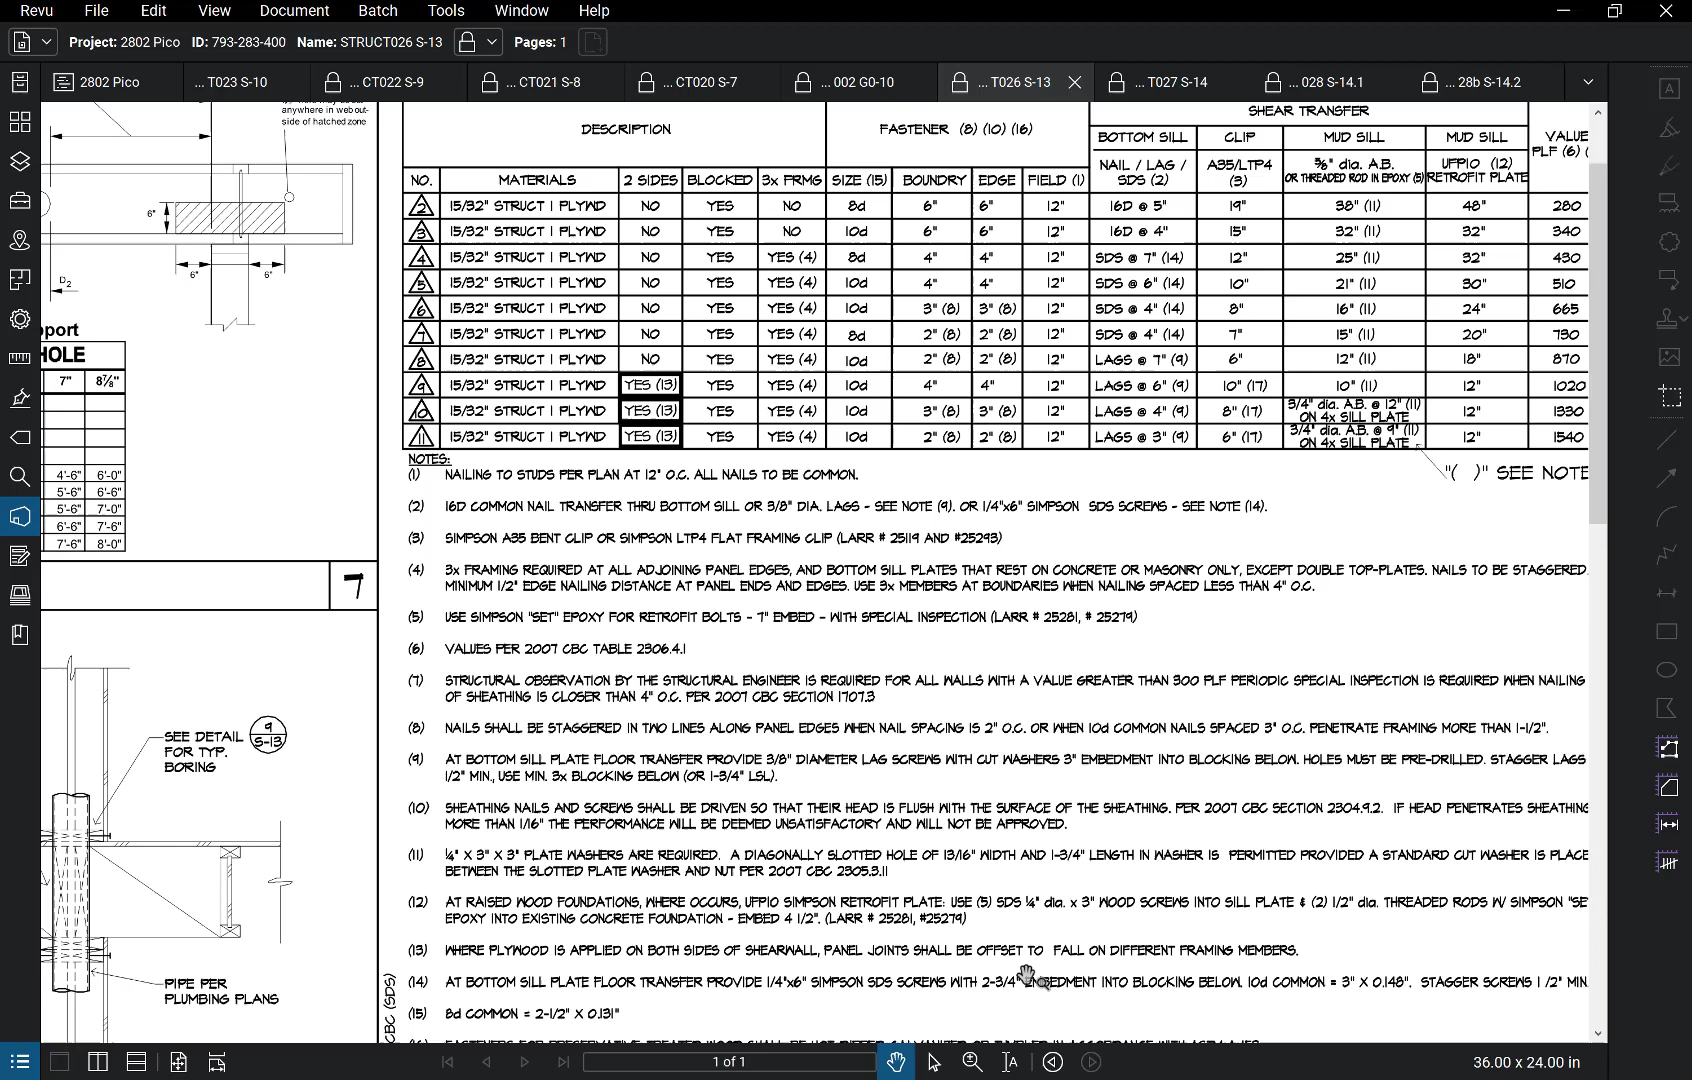 Revu File Edit View Document Batch Tools Window Help
Project: 2802 Pico ID: 793-283-400 Name: STRUCT026 S-13 Pages: 1
2802 Pico ...T023 S-10 ...CT022 S-9 ...CT021 S-8 ...CT020 S-7 ...002 G0-10 ...T026 S-13 ...T027 S-14 ...028 S-14.1 ...28b S-14.2
anywhere in web out-
side of hatched zone
6"
6" 6"
D2
pport
HOLE
7" 8⅞"
4'-6" 6'-0"
5'-6" 6'-6"
5'-6" 7'-0"
6'-6" 7'-6"
7'-6" 8'-0"
7
SEE DETAIL 9
FOR TYP. S-13
BORING
PIPE PER
PLUMBING PLANS
CBC (SDS)
DESCRIPTION FASTENER (8) (10) (16) SHEAR TRANSFER
BOTTOM SILL CLIP MUD SILL MUD SILL VALUE
PLF (6) (
NAIL / LAG / SDS (2) A35/LTP4 (3) ⅝" dia. A.B. OR THREADED ROD IN EPOXY (5) UFP10 (12) RETROFIT PLATE
NO. MATERIALS 2 SIDES BLOCKED 3x FRMG SIZE (15) BOUNDRY EDGE FIELD (1)
2 15/32" STRUCT I PLYWD NO YES NO 8d 6" 6" 12" 16D @ 5" 19" 38" (11) 48" 280
3 15/32" STRUCT I PLYWD NO YES NO 10d 6" 6" 12" 16D @ 4" 15" 32" (11) 32" 340
4 15/32" STRUCT I PLYWD NO YES YES (4) 8d 4" 4" 12" SDS @ 7" (14) 12" 25" (11) 32" 430
5 15/32" STRUCT I PLYWD NO YES YES (4) 10d 4" 4" 12" SDS @ 6" (14) 10" 21" (11) 30" 510
6 15/32" STRUCT I PLYWD NO YES YES (4) 10d 3" (8) 3" (8) 12" SDS @ 4" (14) 8" 16" (11) 24" 665
7 15/32" STRUCT I PLYWD NO YES YES (4) 8d 2" (8) 2" (8) 12" SDS @ 4" (14) 7" 15" (11) 20" 730
8 15/32" STRUCT I PLYWD NO YES YES (4) 10d 2" (8) 2" (8) 12" LAGS @ 7" (9) 6" 12" (11) 18" 870
9 15/32" STRUCT I PLYWD YES (13) YES YES (4) 10d 4" 4" 12" LAGS @ 6" (9) 10" (17) 10" (11) 12" 1020
10 15/32" STRUCT I PLYWD YES (13) YES YES (4) 10d 3" (8) 3" (8) 12" LAGS @ 4" (9) 8" (17) 3/4" dia. A.B. @ 12" (11) ON 4x SILL PLATE 12" 1330
11 15/32" STRUCT I PLYWD YES (13) YES YES (4) 10d 2" (8) 2" (8) 12" LAGS @ 3" (9) 6" (17) 3/4" dia. A.B. @ 9" (11) ON 4x SILL PLATE 12" 1540
"( )" SEE NOTE
NOTES:
(1) NAILING TO STUDS PER PLAN AT 12" O.C. ALL NAILS TO BE COMMON.
(2) 16D COMMON NAIL TRANSFER THRU BOTTOM SILL OR 3/8" DIA. LAGS - SEE NOTE (9). OR 1/4"x6" SIMPSON SDS SCREWS - SEE NOTE (14).
(3) SIMPSON A35 BENT CLIP OR SIMPSON LTP4 FLAT FRAMING CLIP (LARR # 25119 AND #25293)
(4) 3x FRAMING REQUIRED AT ALL ADJOINING PANEL EDGES, AND BOTTOM SILL PLATES THAT REST ON CONCRETE OR MASONRY ONLY, EXCEPT DOUBLE TOP-PLATES. NAILS TO BE STAGGERED
MINIMUM 1/2" EDGE NAILING DISTANCE AT PANEL ENDS AND EDGES. USE 3x MEMBERS AT BOUNDARIES WHEN NAILING SPACED LESS THAN 4" O.C.
(5) USE SIMPSON "SET" EPOXY FOR RETROFIT BOLTS - 7" EMBED - WITH SPECIAL INSPECTION (LARR # 25281, # 25279)
(6) VALUES PER 2007 CBC TABLE 2306.4.1
(7) STRUCTURAL OBSERVATION BY THE STRUCTURAL ENGINEER IS REQUIRED FOR ALL WALLS WITH A VALUE GREATER THAN 300 PLF PERIODIC SPECIAL INSPECTION IS REQUIRED WHEN NAILING
OF SHEATHING IS CLOSER THAN 4" O.C. PER 2007 CBC SECTION 1707.3
(8) NAILS SHALL BE STAGGERED IN TWO LINES ALONG PANEL EDGES WHEN NAIL SPACING IS 2" O.C. OR WHEN 10d COMMON NAILS SPACED 3" O.C. PENETRATE FRAMING MORE THAN 1-1/2".
(9) AT BOTTOM SILL PLATE FLOOR TRANSFER PROVIDE 3/8" DIAMETER LAG SCREWS WITH CUT WASHERS 3" EMBEDMENT INTO BLOCKING BELOW. HOLES MUST BE PRE-DRILLED. STAGGER LAGS
1/2" MIN., USE MIN. 3x BLOCKING BELOW (OR 1-3/4" LSL).
(10) SHEATHING NAILS AND SCREWS SHALL BE DRIVEN SO THAT THEIR HEAD IS FLUSH WITH THE SURFACE OF THE SHEATHING. PER 2007 CBC SECTION 2304.9.2. IF HEAD PENETRATES SHEATHING
MORE THAN 1/16" THE PERFORMANCE WILL BE DEEMED UNSATISFACTORY AND WILL NOT BE APPROVED.
(11) ¼" X 3" X 3" PLATE WASHERS ARE REQUIRED. A DIAGONALLY SLOTTED HOLE OF 13/16" WIDTH AND 1-3/4" LENGTH IN WASHER IS PERMITTED PROVIDED A STANDARD CUT WASHER IS PLACE
BETWEEN THE SLOTTED PLATE WASHER AND NUT PER 2007 CBC 2305.3.11
(12) AT RAISED WOOD FOUNDATIONS, WHERE OCCURS, UFP10 SIMPSON RETROFIT PLATE: USE (5) SDS ¼" dia. x 3" WOOD SCREWS INTO SILL PLATE & (2) 1/2" dia. THREADED RODS W/ SIMPSON "SE
EPOXY INTO EXISTING CONCRETE FOUNDATION - EMBED 4 1/2". (LARR # 25281, #25279)
(13) WHERE PLYWOOD IS APPLIED ON BOTH SIDES OF SHEARWALL, PANEL JOINTS SHALL BE OFFSET TO FALL ON DIFFERENT FRAMING MEMBERS.
(14) AT BOTTOM SILL PLATE FLOOR TRANSFER PROVIDE 1/4"x6" SIMPSON SDS SCREWS WITH 2-3/4" EMBEDMENT INTO BLOCKING BELOW. 10d COMMON = 3" X 0.148". STAGGER SCREWS 1 /2" MIN
(15) 8d COMMON = 2-1/2" X 0.131"
1 of 1
36.00 x 24.00 in